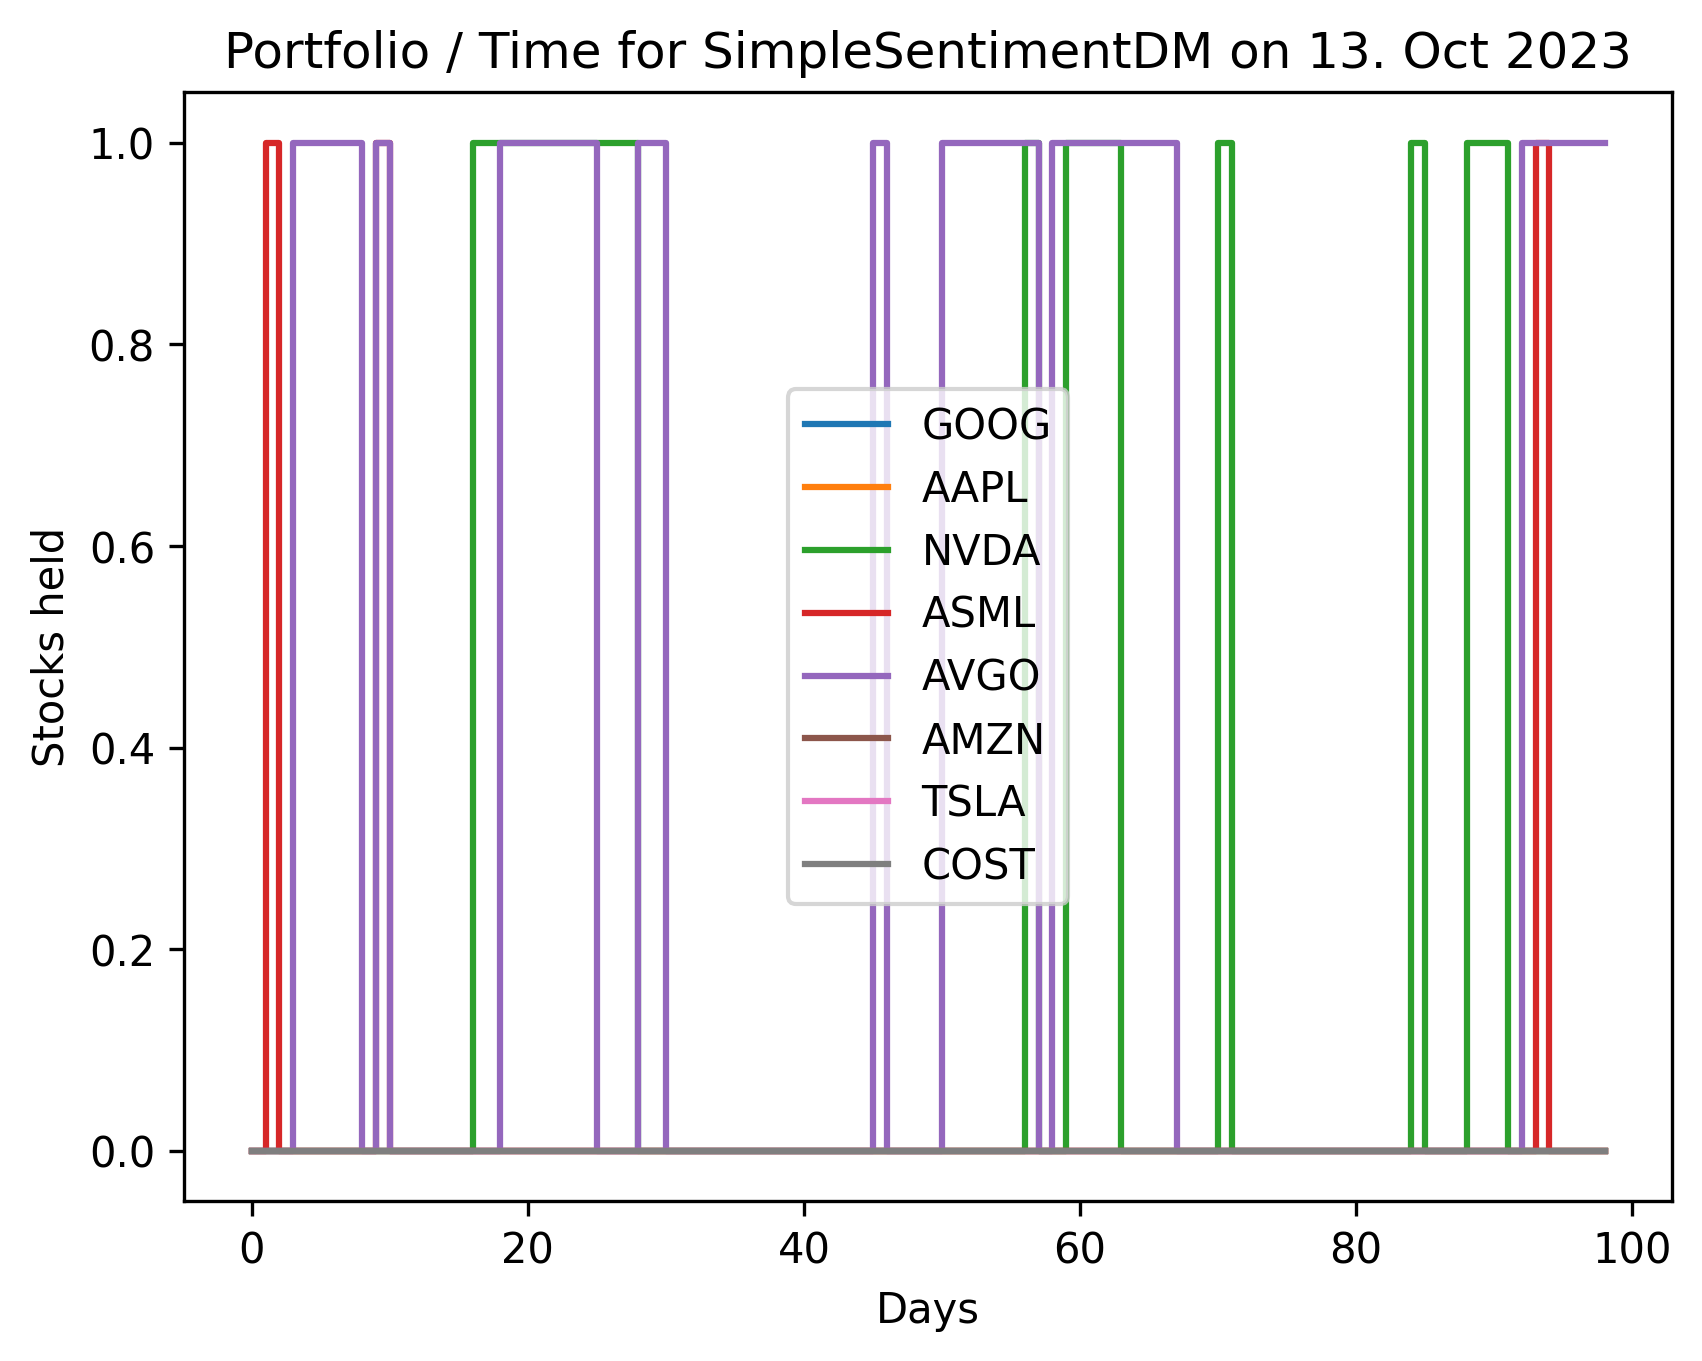 Portfolio / Time for SimpleSentimentDM on 13. Oct 2023
1.0
0.8
0.6
0.4
0.2
0.0
Stocks held
GOOG
AAPL
NVDA
ASML
AVGO
AMZN
TSLA
COST
0 20 40 60 80 100
Days